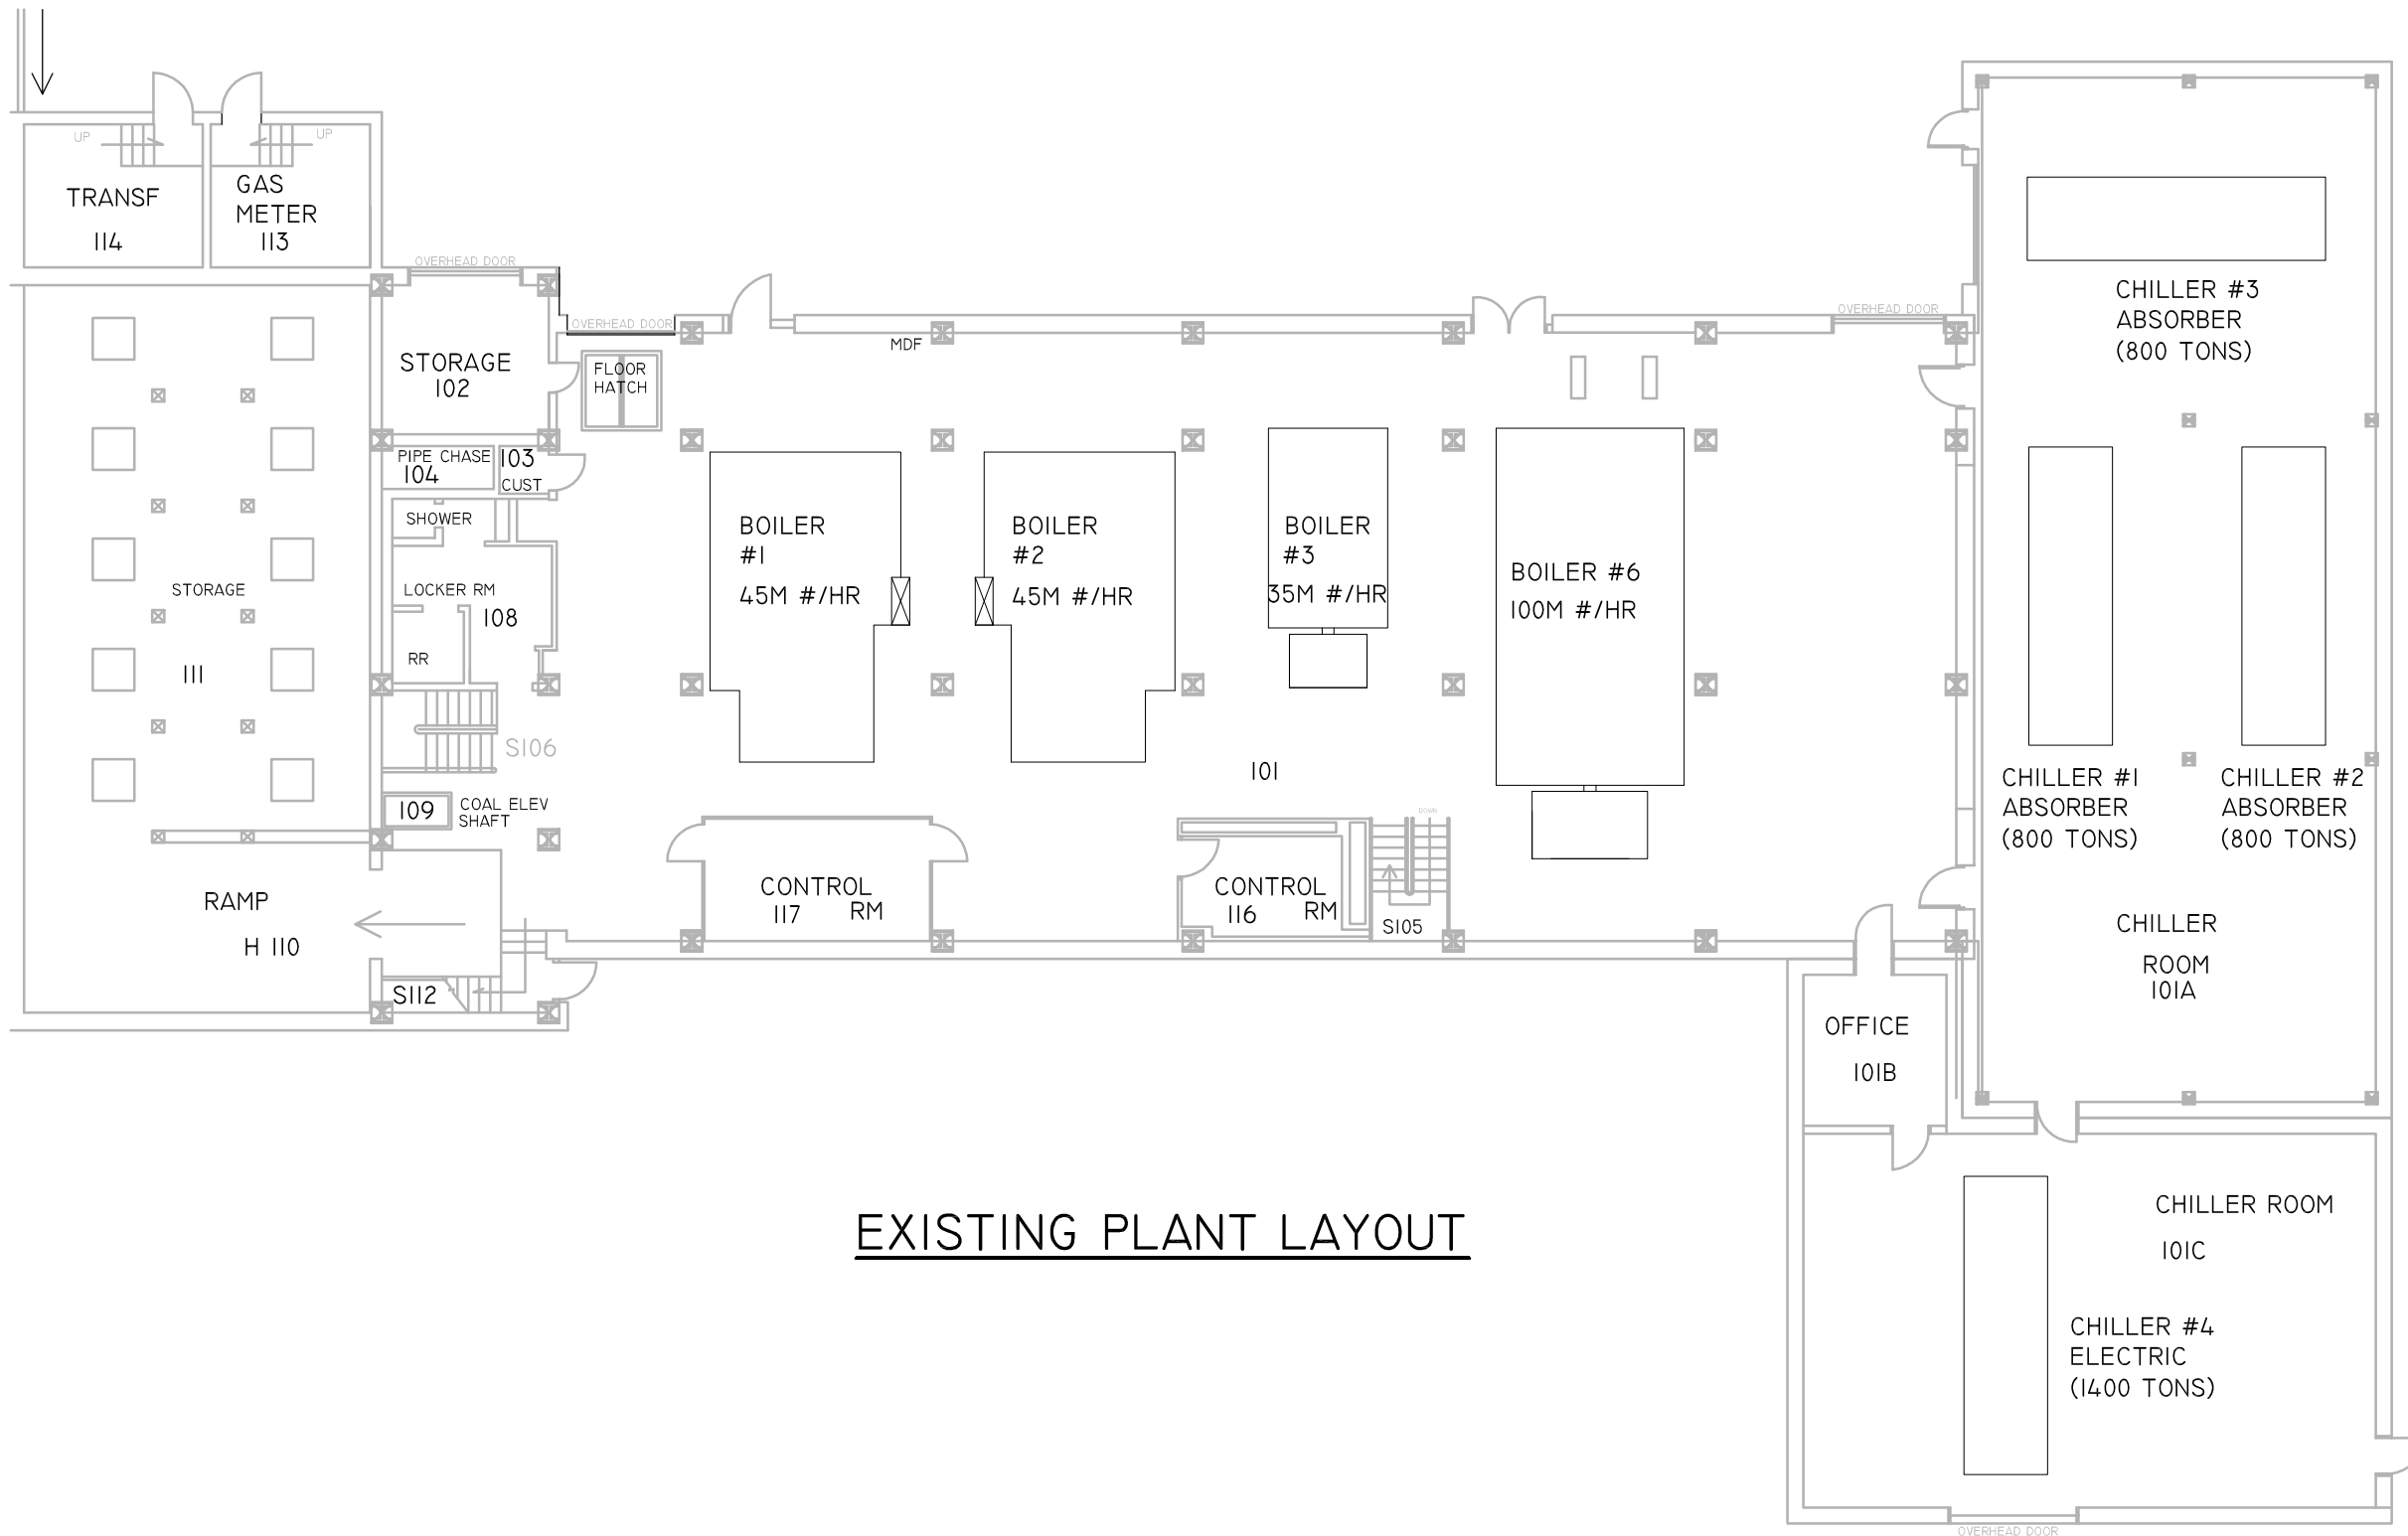 UP
UP
TRANSF
114
GAS
METER
113
OVERHEAD DOOR
OVERHEAD DOOR
OVERHEAD DOOR
MDF
STORAGE
102
FLOOR
HATCH
CHILLER #3
ABSORBER
(800 TONS)
PIPE CHASE
104
103
CUST
SHOWER
LOCKER RM
108
RR
STORAGE
111
BOILER
#1
45M #/HR
BOILER
#2
45M #/HR
BOILER
#3
35M #/HR
BOILER #6
100M #/HR
S106
101
109
COAL ELEV
SHAFT
CHILLER #1
ABSORBER
(800 TONS)
CHILLER #2
ABSORBER
(800 TONS)
DOWN
RAMP
H 110
CONTROL
117 RM
CONTROL
116 RM
S105
S112
CHILLER
ROOM
101A
OFFICE
101B
EXISTING PLANT LAYOUT
CHILLER ROOM
101C
CHILLER #4
ELECTRIC
(1400 TONS)
OVERHEAD DOOR